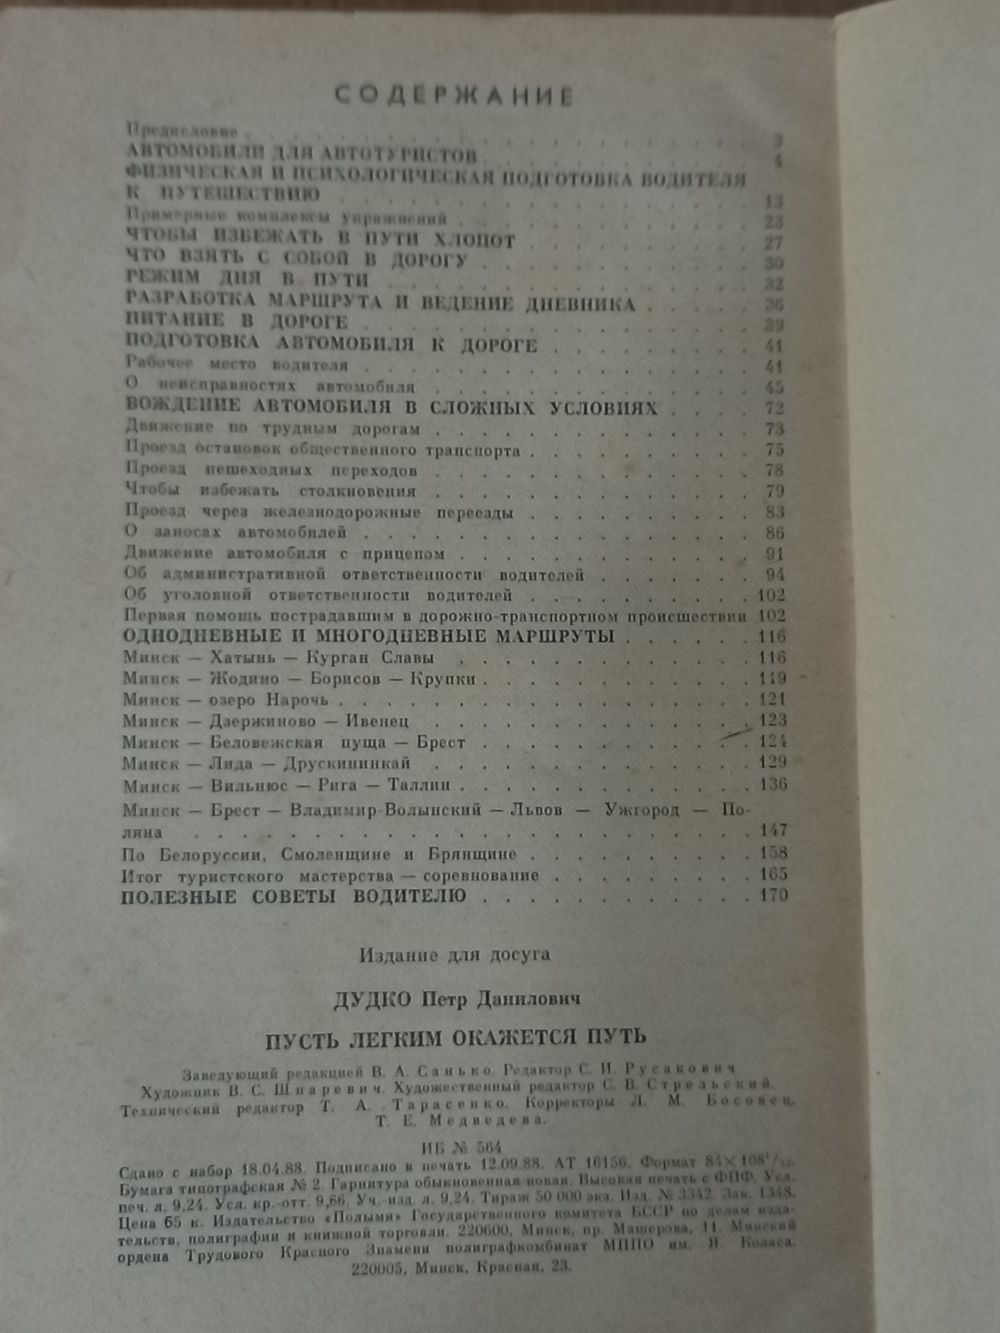 СОДЕРЖАНИЕ
Предисловие . . . . . . . . . . . . . . 3
АВТОМОБИЛИ ДЛЯ АВТОТУРИСТОВ . . . . . . . 4
ФИЗИЧЕСКАЯ И ПСИХОЛОГИЧЕСКАЯ ПОДГОТОВКА ВОДИТЕЛЯ
К ПУТЕШЕСТВИЮ . . . . . . . . . . . . 13
Примерные комплексы упражнений . . . . . . . . 23
ЧТОБЫ ИЗБЕЖАТЬ В ПУТИ ХЛОПОТ . . . . . . 27
ЧТО ВЗЯТЬ С СОБОЙ В ДОРОГУ . . . . . . . 30
РЕЖИМ ДНЯ В ПУТИ . . . . . . . . . . 32
РАЗРАБОТКА МАРШРУТА И ВЕДЕНИЕ ДНЕВНИКА . . . 36
ПИТАНИЕ В ДОРОГЕ . . . . . . . . . . 39
ПОДГОТОВКА АВТОМОБИЛЯ К ДОРОГЕ . . . . . . 41
Рабочее место водителя . . . . . . . . . . 41
О неисправностях автомобиля . . . . . . . . 45
ВОЖДЕНИЕ АВТОМОБИЛЯ В СЛОЖНЫХ УСЛОВИЯХ . . . . 72
Движение по трудным дорогам . . . . . . . . 73
Проезд остановок общественного транспорта . . . . . . 75
Проезд пешеходных переходов . . . . . . . . 78
Чтобы избежать столкновения . . . . . . . . 79
Проезд через железнодорожные переезды . . . . . . 83
О заносах автомобилей . . . . . . . . . . 86
Движение автомобиля с прицепом . . . . . . . . 91
Об административной ответственности водителей . . . . . 94
Об уголовной ответственности водителей . . . . . . 102
Первая помощь пострадавшим в дорожно-транспортном происшествии 102
ОДНОДНЕВНЫЕ И МНОГОДНЕВНЫЕ МАРШРУТЫ . . . . . 116
Минск — Хатынь — Курган Славы . . . . . . . . 116
Минск — Жодино — Борисов — Крупки . . . . . . . 119
Минск — озеро Нарочь . . . . . . . . . . . 121
Минск — Дзержиново — Ивенец . . . . . . . . 123
Минск — Беловежская пуща — Брест . . . . . . . 124
Минск — Лида — Друскининкай . . . . . . . . 129
Минск — Вильнюс — Рига — Таллин . . . . . . . 136
Минск — Брест — Владимир-Волынский — Львов — Ужгород — По-
ляна . . . . . . . . . . . . . . . 147
По Белоруссии, Смоленщине и Брянщине . . . . . . 158
Итог туристского мастерства — соревнование . . . . . . 165
ПОЛЕЗНЫЕ СОВЕТЫ ВОДИТЕЛЮ . . . . . . . . 170
Издание для досуга
ДУДКО Петр Данилович
ПУСТЬ ЛЕГКИМ ОКАЖЕТСЯ ПУТЬ
Заведующий редакцией В. А. Санько. Редактор С. И. Русакович
Художник В. С. Шнаревич. Художественный редактор С. В. Стрельский.
Технический редактор Т. А. Тарасенко. Корректоры Л. М. Босовец,
Т. Е. Медведева.
ИБ № 564
Сдано с набор 18.04.88. Подписано в печать 12.09.88. АТ 16156. Формат 84×108¹/₃₂.
Бумага типографская № 2. Гарнитура обыкновенная новая. Высокая печать с ФПФ. Усл.
печ. л. 9,24. Усл. кр.-отт. 9,66. Уч.-изд. л. 9,24. Тираж 50 000 экз. Изд. № 3342. Зак. 1348.
Цена 65 к. Издательство «Полымя» Государственного комитета БССР по делам изда-
тельств, полиграфии и книжной торговли. 220600, Минск, пр. Машерова, 11. Минский
ордена Трудового Красного Знамени полиграфкомбинат МППО им. Я. Коласа.
220005, Минск, Красная, 23.